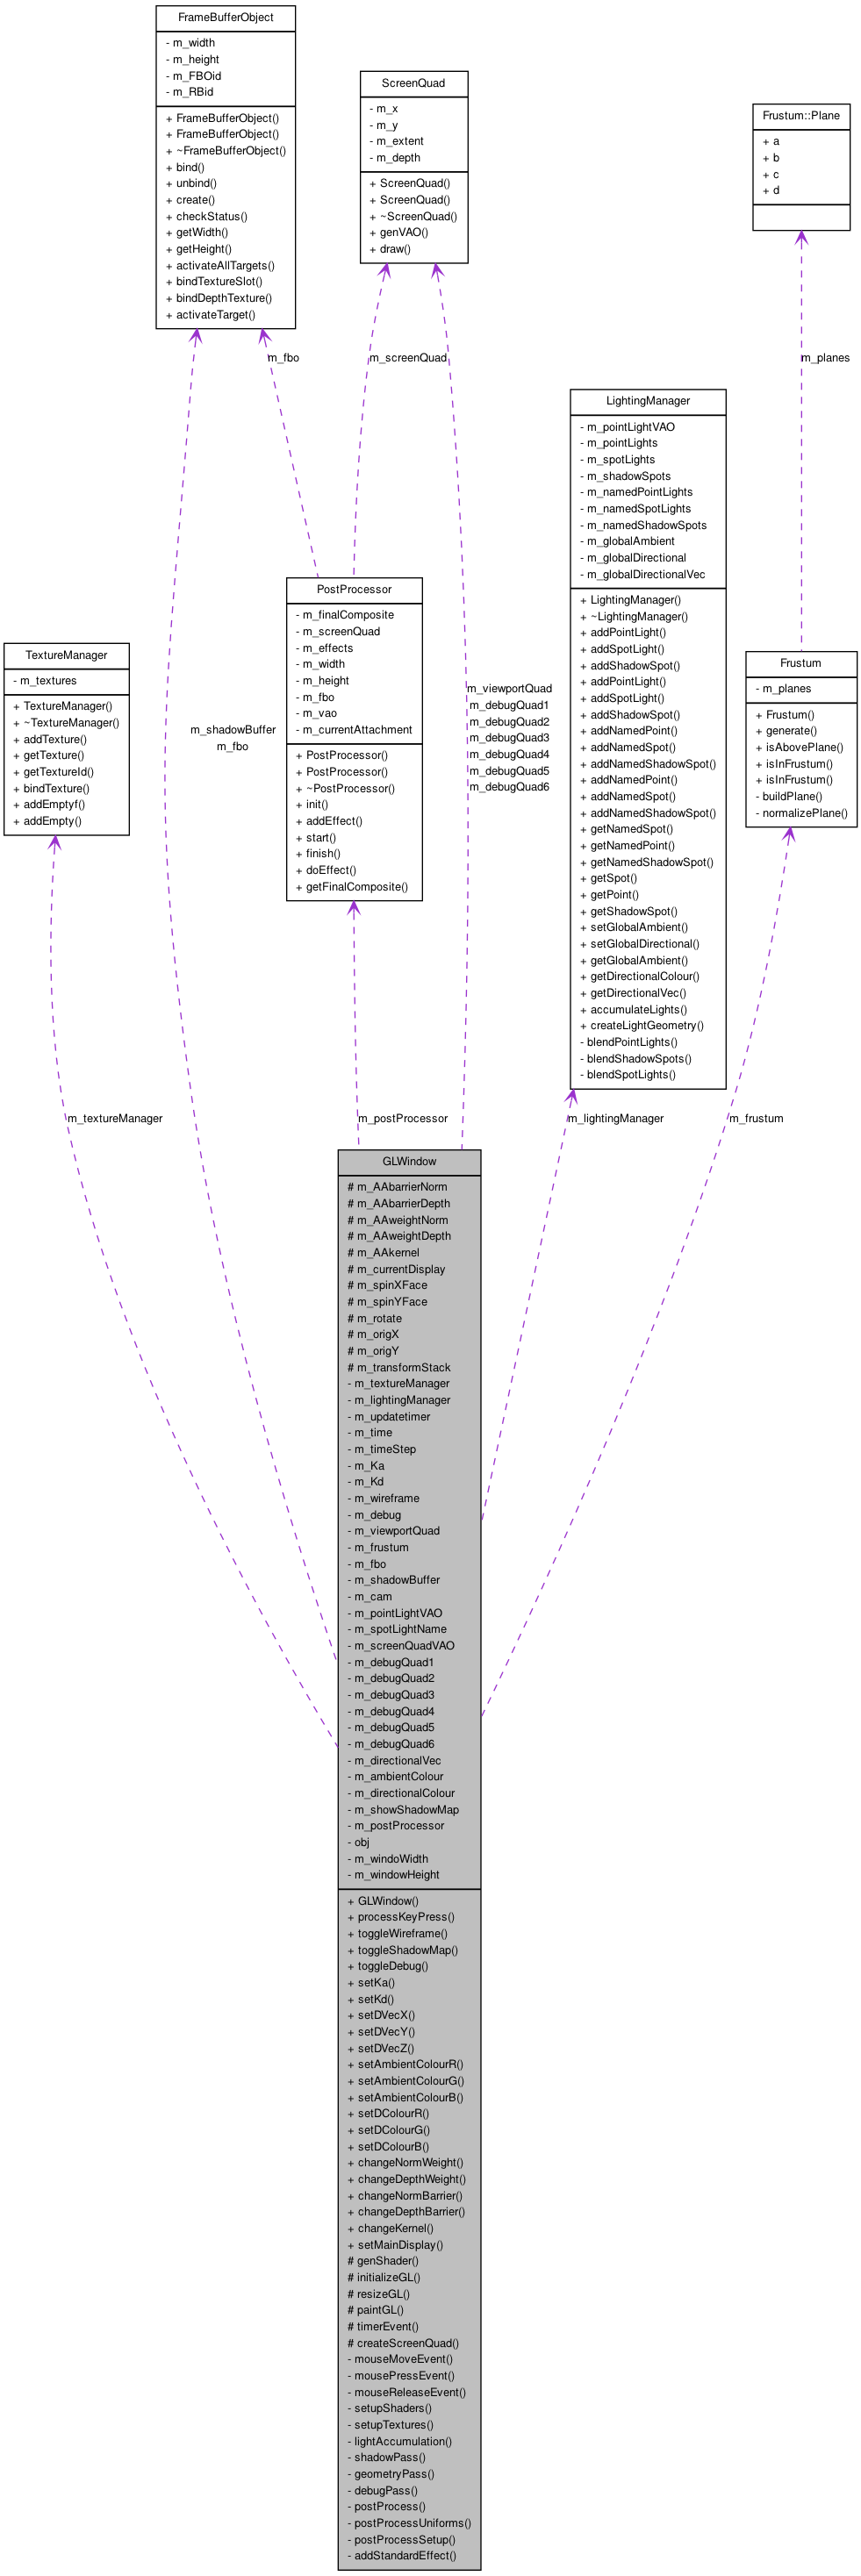 FrameBufferObject
- m_width
- m_height
- m_FBOid
- m_RBid
+ FrameBufferObject()
+ FrameBufferObject()
+ ~FrameBufferObject()
+ bind()
+ unbind()
+ create()
+ checkStatus()
+ getWidth()
+ getHeight()
+ activateAllTargets()
+ bindTextureSlot()
+ bindDepthTexture()
+ activateTarget()
ScreenQuad
- m_x
- m_y
- m_extent
- m_depth
+ ScreenQuad()
+ ScreenQuad()
+ ~ScreenQuad()
+ genVAO()
+ draw()
Frustum::Plane
+ a
+ b
+ c
+ d
m_fbo
m_screenQuad
m_planes
LightingManager
- m_pointLightVAO
- m_pointLights
- m_spotLights
- m_shadowSpots
- m_namedPointLights
- m_namedSpotLights
- m_namedShadowSpots
- m_globalAmbient
- m_globalDirectional
- m_globalDirectionalVec
+ LightingManager()
+ ~LightingManager()
+ addPointLight()
+ addSpotLight()
+ addShadowSpot()
+ addPointLight()
+ addSpotLight()
+ addShadowSpot()
+ addNamedPoint()
+ addNamedSpot()
+ addNamedShadowSpot()
+ addNamedPoint()
+ addNamedSpot()
+ addNamedShadowSpot()
+ getNamedSpot()
+ getNamedPoint()
+ getNamedShadowSpot()
+ getSpot()
+ getPoint()
+ getShadowSpot()
+ setGlobalAmbient()
+ setGlobalDirectional()
+ getGlobalAmbient()
+ getDirectionalColour()
+ getDirectionalVec()
+ accumulateLights()
+ createLightGeometry()
- blendPointLights()
- blendShadowSpots()
- blendSpotLights()
PostProcessor
- m_finalComposite
- m_screenQuad
- m_effects
- m_width
- m_height
- m_fbo
- m_vao
- m_currentAttachment
+ PostProcessor()
+ PostProcessor()
+ ~PostProcessor()
+ init()
+ addEffect()
+ start()
+ finish()
+ doEffect()
+ getFinalComposite()
TextureManager
- m_textures
+ TextureManager()
+ ~TextureManager()
+ addTexture()
+ getTexture()
+ getTextureId()
+ bindTexture()
+ addEmptyf()
+ addEmpty()
Frustum
- m_planes
+ Frustum()
+ generate()
+ isAbovePlane()
+ isInFrustum()
+ isInFrustum()
- buildPlane()
- normalizePlane()
m_shadowBuffer
m_fbo
m_viewportQuad
m_debugQuad1
m_debugQuad2
m_debugQuad3
m_debugQuad4
m_debugQuad5
m_debugQuad6
m_textureManager
m_postProcessor
m_lightingManager
m_frustum
GLWindow
# m_AAbarrierNorm
# m_AAbarrierDepth
# m_AAweightNorm
# m_AAweightDepth
# m_AAkernel
# m_currentDisplay
# m_spinXFace
# m_spinYFace
# m_rotate
# m_origX
# m_origY
# m_transformStack
- m_textureManager
- m_lightingManager
- m_updatetimer
- m_time
- m_timeStep
- m_Ka
- m_Kd
- m_wireframe
- m_debug
- m_viewportQuad
- m_frustum
- m_fbo
- m_shadowBuffer
- m_cam
- m_pointLightVAO
- m_spotLightName
- m_screenQuadVAO
- m_debugQuad1
- m_debugQuad2
- m_debugQuad3
- m_debugQuad4
- m_debugQuad5
- m_debugQuad6
- m_directionalVec
- m_ambientColour
- m_directionalColour
- m_showShadowMap
- m_postProcessor
- obj
- m_windoWidth
- m_windowHeight
+ GLWindow()
+ processKeyPress()
+ toggleWireframe()
+ toggleShadowMap()
+ toggleDebug()
+ setKa()
+ setKd()
+ setDVecX()
+ setDVecY()
+ setDVecZ()
+ setAmbientColourR()
+ setAmbientColourG()
+ setAmbientColourB()
+ setDColourR()
+ setDColourG()
+ setDColourB()
+ changeNormWeight()
+ changeDepthWeight()
+ changeNormBarrier()
+ changeDepthBarrier()
+ changeKernel()
+ setMainDisplay()
# genShader()
# initializeGL()
# resizeGL()
# paintGL()
# timerEvent()
# createScreenQuad()
- mouseMoveEvent()
- mousePressEvent()
- mouseReleaseEvent()
- setupShaders()
- setupTextures()
- lightAccumulation()
- shadowPass()
- geometryPass()
- debugPass()
- postProcess()
- postProcessUniforms()
- postProcessSetup()
- addStandardEffect()